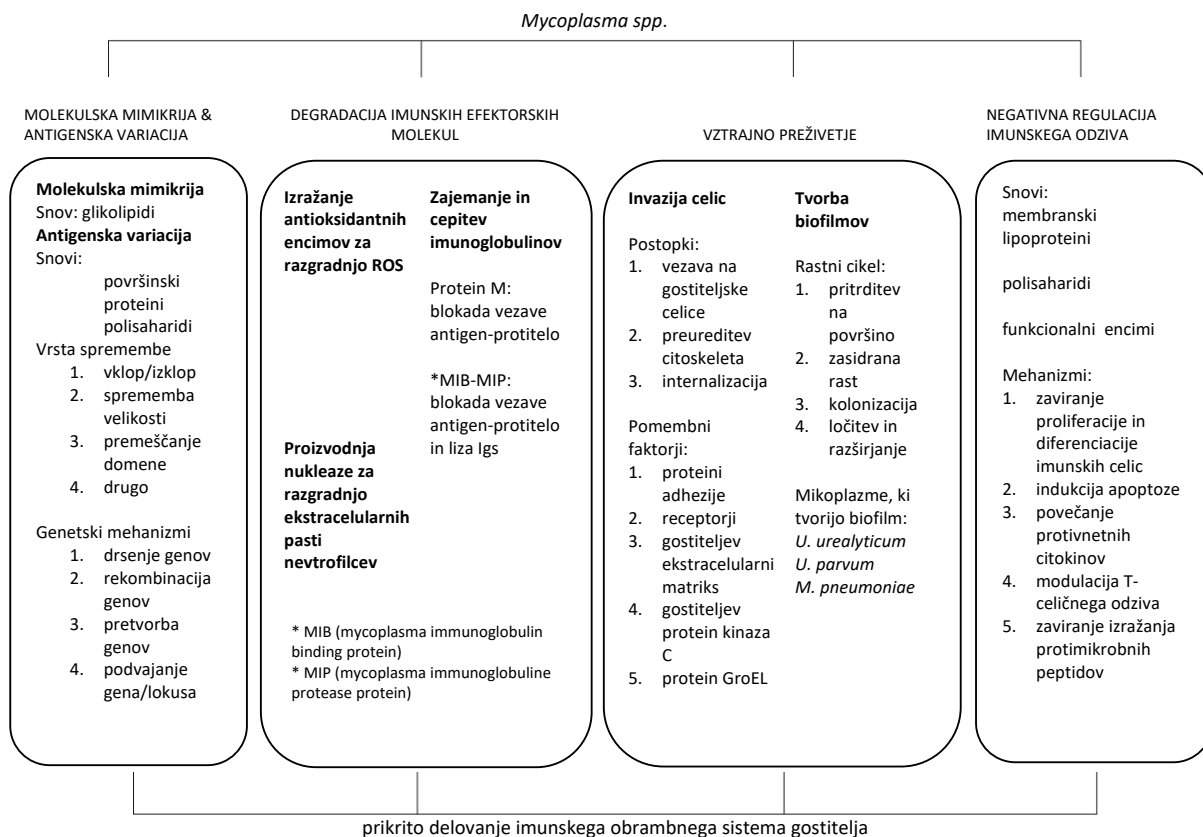 Mycoplasma spp.
MOLEKULSKA MIMIKRIJA &
ANTIGENSKA VARIACIJA
Molekulska mimikrija
Snov: glikolipidi
Antigenska variacija
Snovi:
površinski
proteini
polisaharidi
Vrsta spremembe
1. vklop/izklop
2. sprememba
velikosti
3. premeščanje
domene
4. drugo
Genetski mehanizmi
1. drsenje genov
2. rekombinacija
genov
3. pretvorba
genov
4. podvajanje
gena/lokusa
DEGRADACIJA IMUNSKIH EFEKTORSKIH
MOLEKUL
Izražanje
antioksidantnih
encimov za
razgradnjo ROS
Proizvodnja
nukleaze za
razgradnjo
ekstracelularnih
pasti
nevtrofilcev
Zajemanje in
cepitev
imunoglobulinov
Protein M:
blokada vezave
antigen-protitelo
*MIB-MIP:
blokada vezave
antigen-protitelo
in liza Igs
* MIB (mycoplasma immunoglobulin
binding protein)
* MIP (mycoplasma immunoglobuline
protease protein)
VZTRAJNO PREŽIVETJE
Invazija celic
Postopki:
1. vezava na
gostiteljske
celice
2. preureditev
citoskeleta
3. internalizacija
Pomembni
faktorji:
1. proteini
adhezije
2. receptorji
3. gostiteljev
ekstracelularni
matriks
4. gostiteljev
protein kinaza
C
5. protein GroEL
Tvorba
biofilmov
Rastni cikel:
1. pritrditev
na
površino
2. zasidrana
rast
3. kolonizacija
4. ločitev in
razširjanje
Mikoplazme, ki
tvorijo biofilm:
U. urealyticum
U. parvum
M. pneumoniae
NEGATIVNA REGULACIJA
IMUNSKEGA ODZIVA
Snovi:
membranski
lipoproteini
polisaharidi
funkcionalni encimi
Mehanizmi:
1. zaviranje
proliferacije in
diferenciacije
imunskih celic
2. indukcija apoptoze
3. povečanje
protivnetnih
citokinov
4. modulacija T-
celičnega odziva
5. zaviranje izražanja
protimikrobnih
peptidov
prikrito delovanje imunskega obrambnega sistema gostitelja